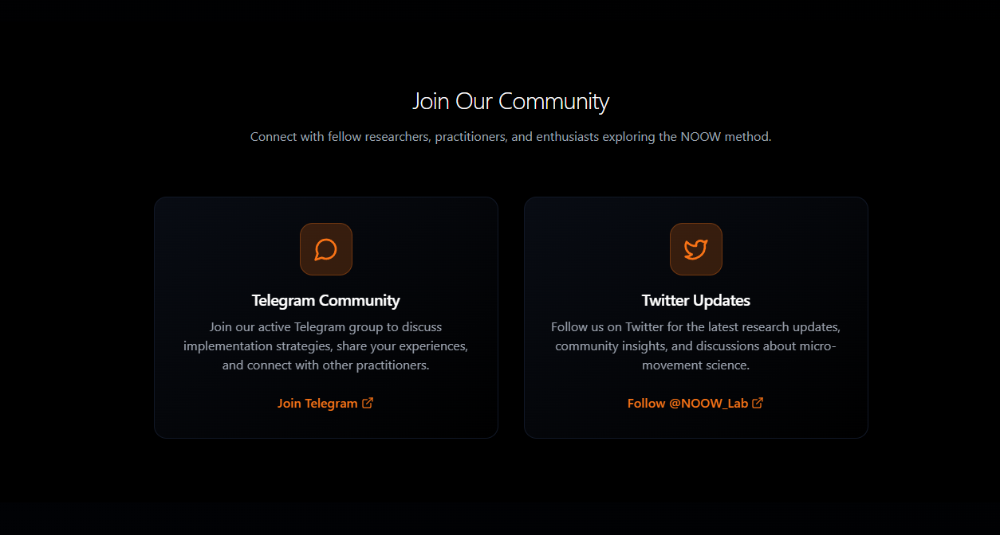 Join Our Community
Connect with fellow researchers, practitioners, and enthusiasts exploring the NOOW method.
Telegram Community
Join our active Telegram group to discuss
implementation strategies, share your experiences,
and connect with other practitioners.
Join Telegram
Twitter Updates
Follow us on Twitter for the latest research updates,
community insights, and discussions about micro-
movement science.
Follow @NOOW_Lab